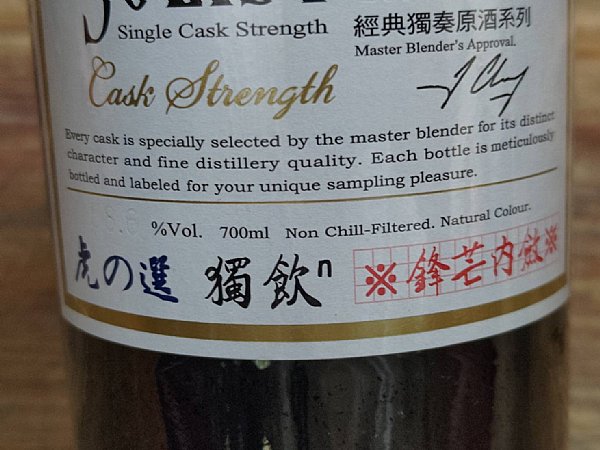 Single Cask Strength
經典獨奏原酒系列
Master Blender's Approval.
Cask Strength
Every cask is specially selected by the master blender for its distinct
character and fine distillery quality. Each bottle is meticulously
bottled and labeled for your unique sampling pleasure.
%Vol. 700ml Non Chill-Filtered. Natural Colour.
虎の選 獨飲n ※鋒芒内斂※